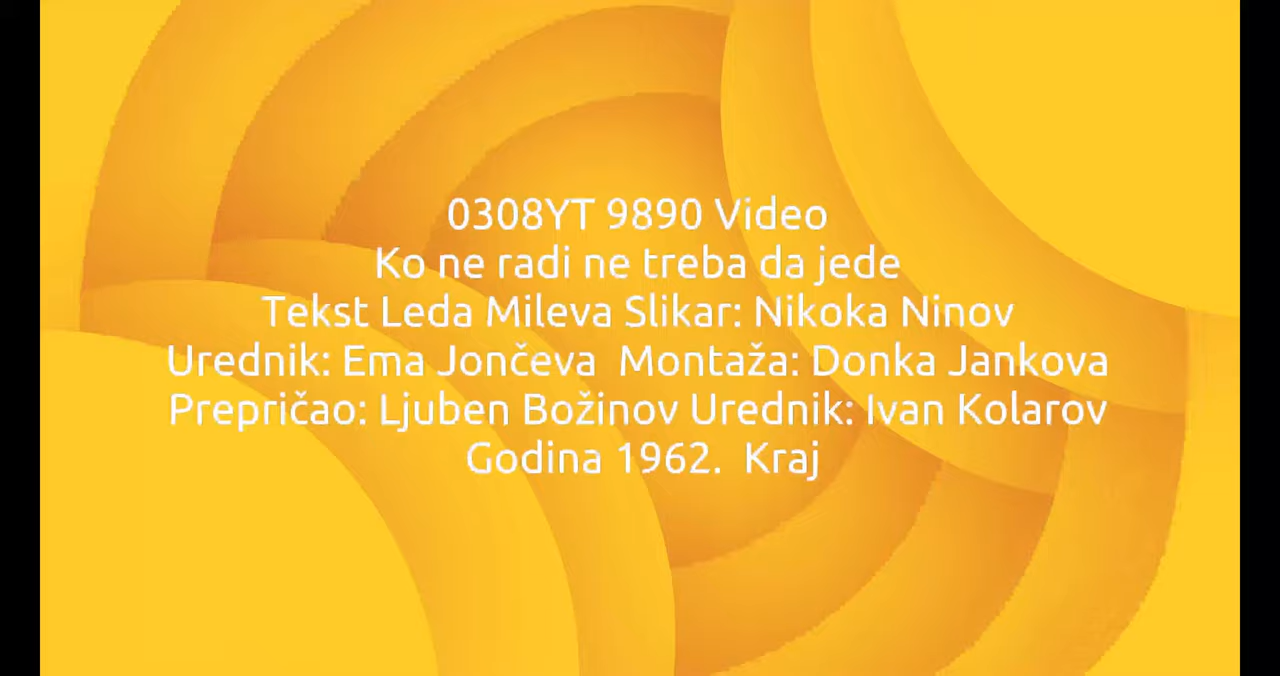 0308YT 9890 Video
Ko ne radi ne treba da jede
Tekst Leda Mileva Slikar: Nikoka Ninov
Urednik: Ema Jončeva  Montaža: Donka Jankova
Prepričao: Ljuben Božinov Urednik: Ivan Kolarov
Godina 1962.  Kraj